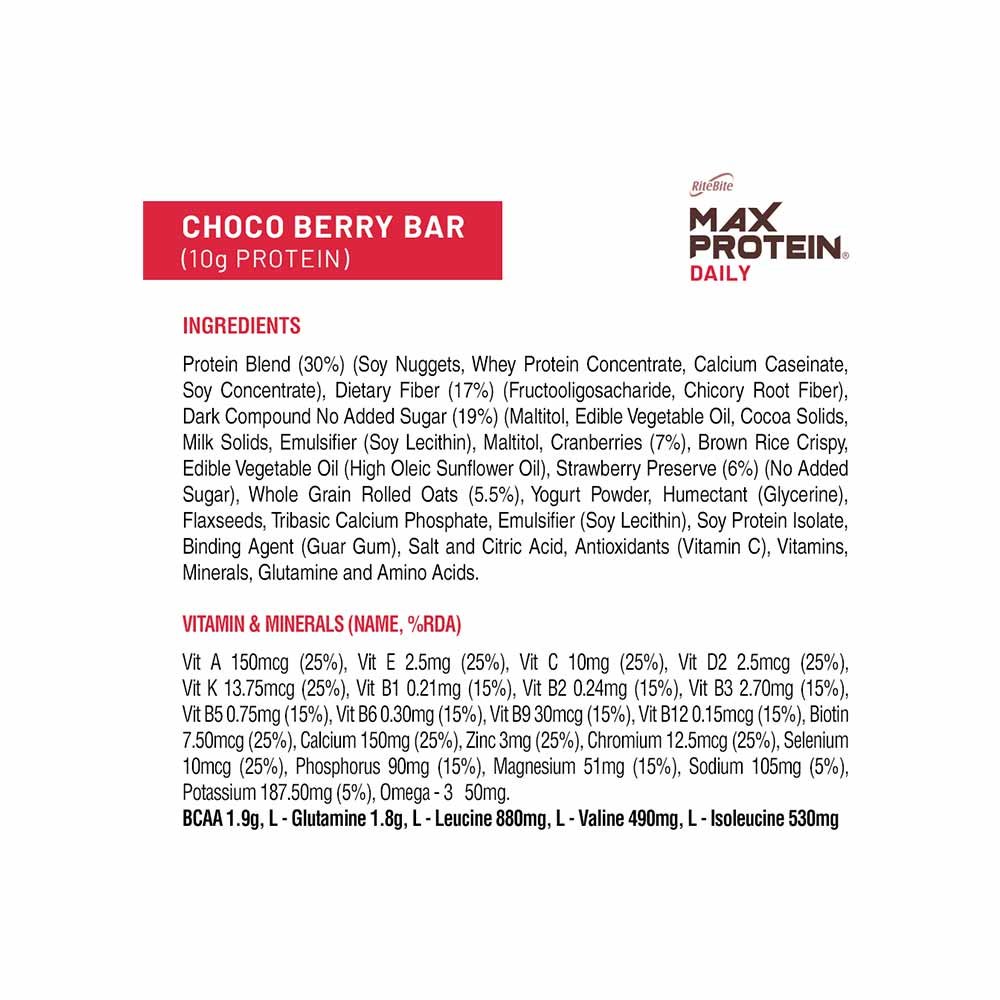 RiteBite
MAX
PROTEIN®
DAILY
CHOCO BERRY BAR
(10g PROTEIN)
INGREDIENTS
Protein Blend (30%) (Soy Nuggets, Whey Protein Concentrate, Calcium Caseinate,
Soy Concentrate), Dietary Fiber (17%) (Fructooligosacharide, Chicory Root Fiber),
Dark Compound No Added Sugar (19%) (Maltitol, Edible Vegetable Oil, Cocoa Solids,
Milk Solids, Emulsifier (Soy Lecithin), Maltitol, Cranberries (7%), Brown Rice Crispy,
Edible Vegetable Oil (High Oleic Sunflower Oil), Strawberry Preserve (6%) (No Added
Sugar), Whole Grain Rolled Oats (5.5%), Yogurt Powder, Humectant (Glycerine),
Flaxseeds, Tribasic Calcium Phosphate, Emulsifier (Soy Lecithin), Soy Protein Isolate,
Binding Agent (Guar Gum), Salt and Citric Acid, Antioxidants (Vitamin C), Vitamins,
Minerals, Glutamine and Amino Acids.
VITAMIN & MINERALS (NAME, %RDA)
Vit A 150mcg (25%), Vit E 2.5mg (25%), Vit C 10mg (25%), Vit D2 2.5mcg (25%),
Vit K 13.75mcg (25%), Vit B1 0.21mg (15%), Vit B2 0.24mg (15%), Vit B3 2.70mg (15%),
Vit B5 0.75mg (15%), Vit B6 0.30mg (15%), Vit B9 30mcg (15%), Vit B12 0.15mcg (15%), Biotin
7.50mcg (25%), Calcium 150mg (25%), Zinc 3mg (25%), Chromium 12.5mcg (25%), Selenium
10mcg (25%), Phosphorus 90mg (15%), Magnesium 51mg (15%), Sodium 105mg (5%),
Potassium 187.50mg (5%), Omega - 3 50mg.
BCAA 1.9g, L - Glutamine 1.8g, L - Leucine 880mg, L - Valine 490mg, L - Isoleucine 530mg